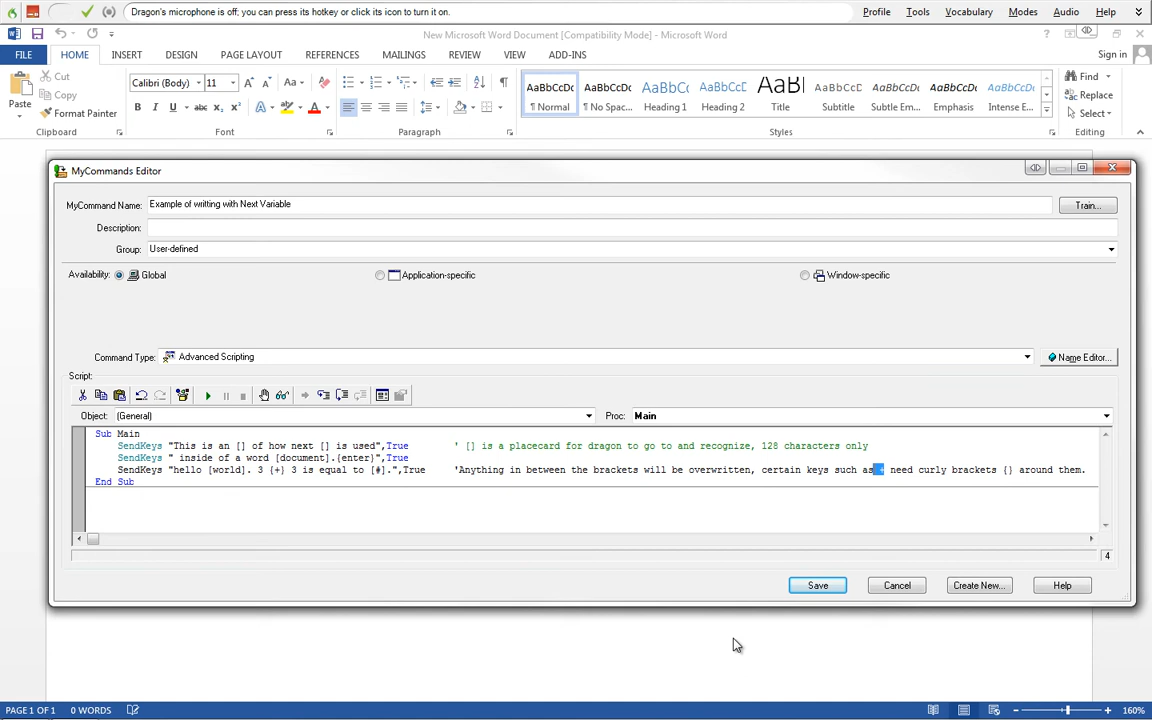 Dragon's microphone is off; you can press its hotkey or click its icon to turn it on.
Profile Tools Vocabulary Modes Audio Help
New Microsoft Word Document [Compatibility Mode] - Microsoft Word
FILE HOME INSERT DESIGN PAGE LAYOUT REFERENCES MAILINGS REVIEW VIEW ADD-INS Sign in
Paste
Cut
Copy
Format Painter
Clipboard
Calibri (Body) 11
Font
Paragraph
AaBbCcDc AaBbCcDc AaBbCc AaBbCc AaBl AaBbCcC AaBbCcDc AaBbCcDc AaBbCcDc
¶ Normal ¶ No Spac... Heading 1 Heading 2 Title Subtitle Subtle Em... Emphasis Intense E...
Styles
Find
Replace
Select
Editing
MyCommands Editor
MyCommand Name: Example of writting with Next Variable Train...
Description:
Group: User-defined
Availability: Global Application-specific Window-specific
Command Type: Advanced Scripting Name Editor...
Script:
Object: (General) Proc: Main
Sub Main
SendKeys "This is an [] of how next [] is used",True ' [] is a placecard for dragon to go to and recognize, 128 characters only
SendKeys " inside of a word [document].{enter}",True
SendKeys "hello [world]. 3 {+} 3 is equal to [#].",True 'Anything in between the brackets will be overwritten, certain keys such as + need curly brackets {} around them.
End Sub
4
Save Cancel Create New... Help
PAGE 1 OF 1 0 WORDS 160%